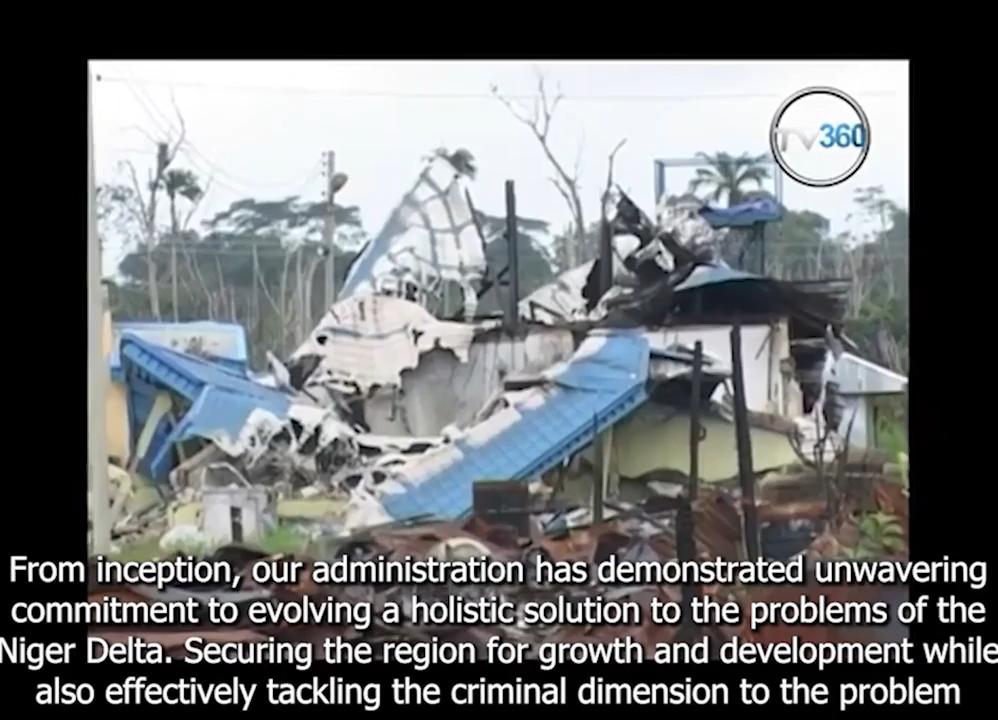 TV360
From inception, our administration has demonstrated unwavering
commitment to evolving a holistic solution to the problems of the
Niger Delta. Securing the region for growth and development while
also effectively tackling the criminal dimension to the problem